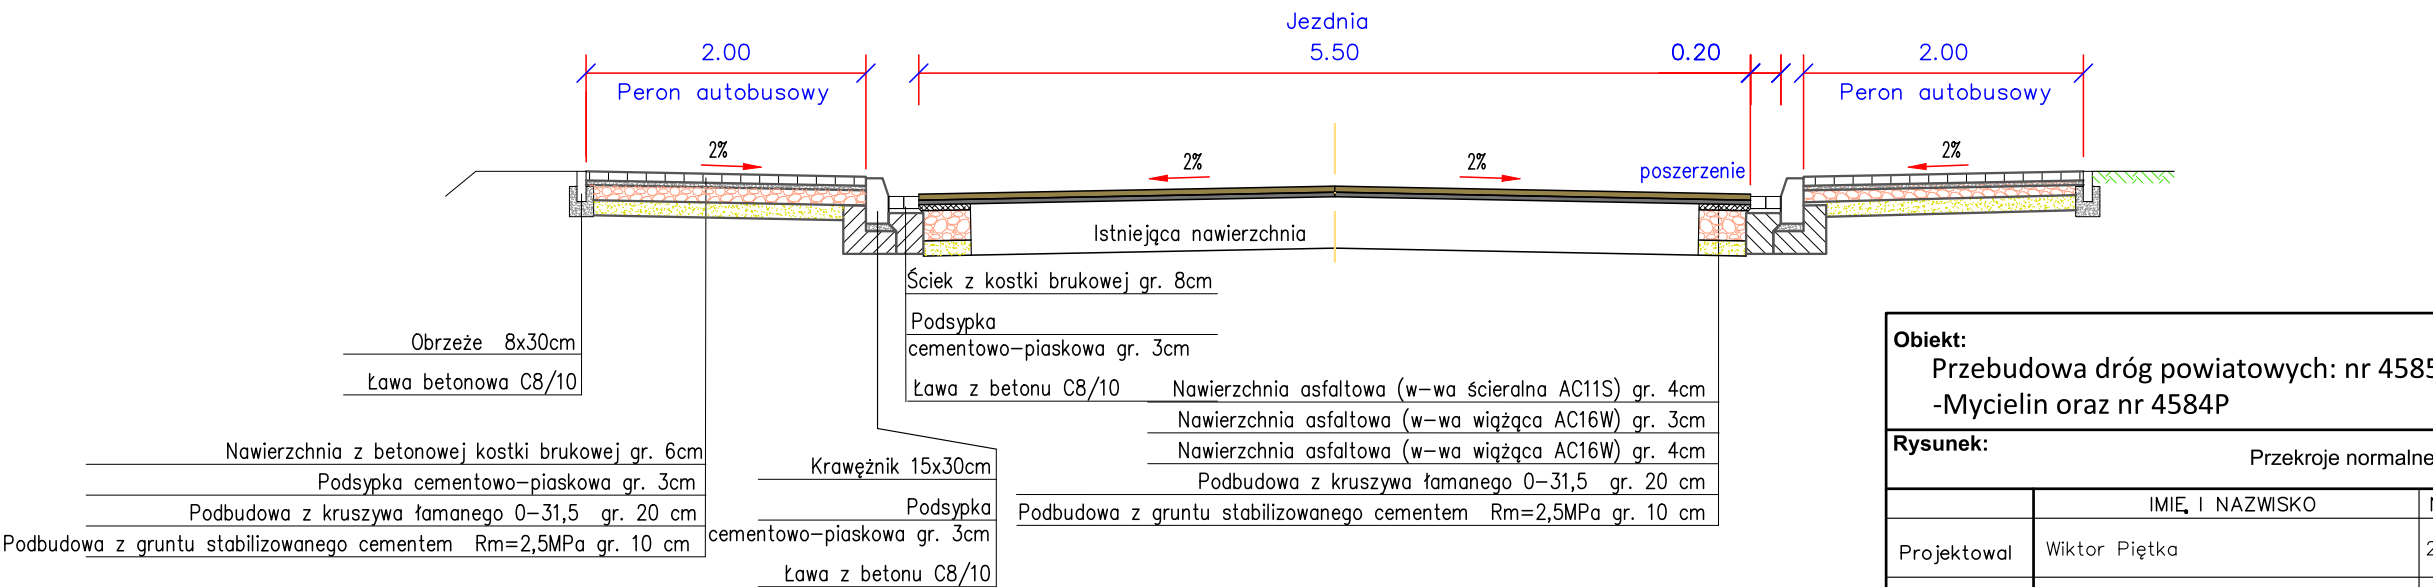 Jezdnia
2.00
5.50
0.20
2.00
Peron autobusowy
Peron autobusowy
2%
2%
2%
2%
poszerzenie
Istniejąca nawierzchnia
Ściek z kostki brukowej gr. 8cm
Podsypka
cementowo-piaskowa gr. 3cm
Ława z betonu C8/10
Obrzeże 8x30cm
Ława betonowa C8/10
Nawierzchnia asfaltowa (w-wa ścieralna AC11S) gr. 4cm
Nawierzchnia asfaltowa (w-wa wiążąca AC16W) gr. 3cm
Nawierzchnia asfaltowa (w-wa wiążąca AC16W) gr. 4cm
Podbudowa z kruszywa łamanego 0-31,5 gr. 20 cm
Podbudowa z gruntu stabilizowanego cementem Rm=2,5MPa gr. 10 cm
Nawierzchnia z betonowej kostki brukowej gr. 6cm
Podsypka cementowo-piaskowa gr. 3cm
Podbudowa z kruszywa łamanego 0-31,5 gr. 20 cm
Podbudowa z gruntu stabilizowanego cementem Rm=2,5MPa gr. 10 cm
Krawężnik 15x30cm
Podsypka
cementowo-piaskowa gr. 3cm
Ława z betonu C8/10
Obiekt:
Przebudowa dróg powiatowych: nr 4585
-Mycielin oraz nr 4584P
Rysunek:
Przekroje normalne
IMIĘ I NAZWISKO
Projektował
Wiktor Piętka